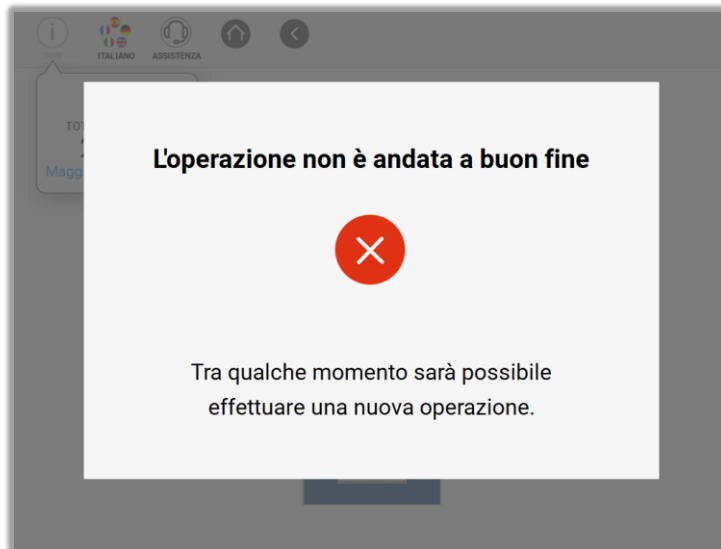 ITALIANO
ASSISTENZA
L'operazione non è andata a buon fine
Tra qualche momento sarà possibile
effettuare una nuova operazione.